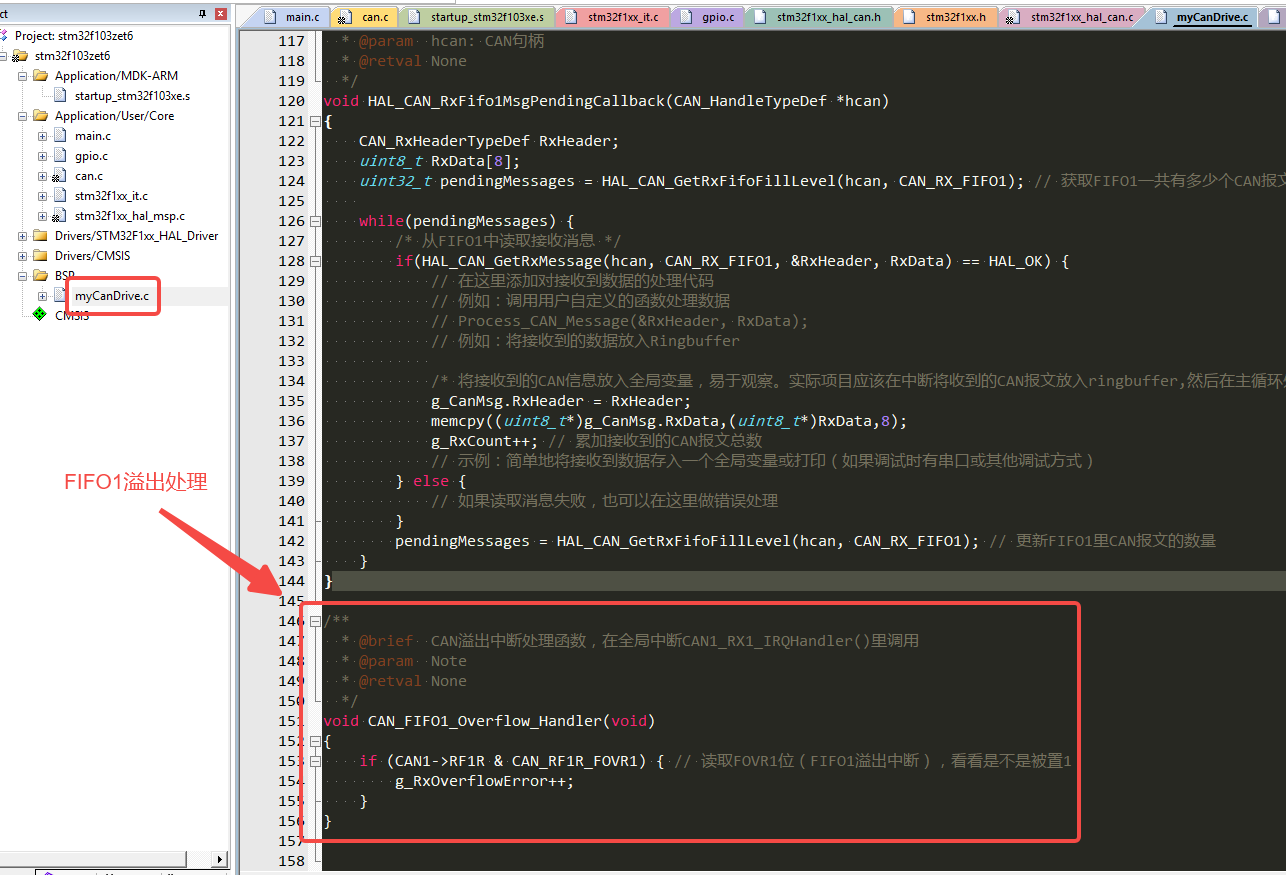 ct
main.c
can.c
startup_stm32f103xe.s
stm32f1xx_it.c
gpio.c
stm32f1xx_hal_can.h
stm32f1xx.h
stm32f1xx_hal_can.c
myCanDrive.c
Project: stm32f103zet6
stm32f103zet6
Application/MDK-ARM
startup_stm32f103xe.s
Application/User/Core
main.c
gpio.c
can.c
stm32f1xx_it.c
stm32f1xx_hal_msp.c
Drivers/STM32F1xx_HAL_Driver
Drivers/CMSIS
BSP
myCanDrive.c
CMSIS
FIFO1溢出处理
117 * @param hcan: CAN句柄
118 * @retval None
119 */
120 void HAL_CAN_RxFifo1MsgPendingCallback(CAN_HandleTypeDef *hcan)
121 {
122 CAN_RxHeaderTypeDef RxHeader;
123 uint8_t RxData[8];
124 uint32_t pendingMessages = HAL_CAN_GetRxFifoFillLevel(hcan, CAN_RX_FIFO1); // 获取FIFO1一共有多少个CAN报文
125
126 while(pendingMessages) {
127 /* 从FIFO1中读取接收消息 */
128 if(HAL_CAN_GetRxMessage(hcan, CAN_RX_FIFO1, &RxHeader, RxData) == HAL_OK) {
129 // 在这里添加对接收到数据的处理代码
130 // 例如：调用用户自定义的函数处理数据
131 // Process_CAN_Message(&RxHeader, RxData);
132 // 例如：将接收到的数据放入Ringbuffer
133
134 /* 将接收到的CAN信息放入全局变量，易于观察。实际项目应该在中断将收到的CAN报文放入ringbuffer,然后在主循环
135 g_CanMsg.RxHeader = RxHeader;
136 memcpy((uint8_t*)g_CanMsg.RxData,(uint8_t*)RxData,8);
137 g_RxCount++; // 累加接收到的CAN报文总数
138 // 示例：简单地将接收到数据存入一个全局变量或打印（如果调试时有串口或其他调试方式）
139 } else {
140 // 如果读取消息失败，也可以在这里做错误处理
141 }
142 pendingMessages = HAL_CAN_GetRxFifoFillLevel(hcan, CAN_RX_FIFO1); // 更新FIFO1里CAN报文的数量
143 }
144 }
145
146 /**
147 * @brief CAN溢出中断处理函数，在全局中断CAN1_RX1_IRQHandler()里调用
148 * @param Note
149 * @retval None
150 */
151 void CAN_FIFO1_Overflow_Handler(void)
152 {
153 if (CAN1->RF1R & CAN_RF1R_FOVR1) { // 读取FOVR1位（FIFO1溢出中断），看看是不是被置1
154 g_RxOverflowError++;
155 }
156 }
157
158